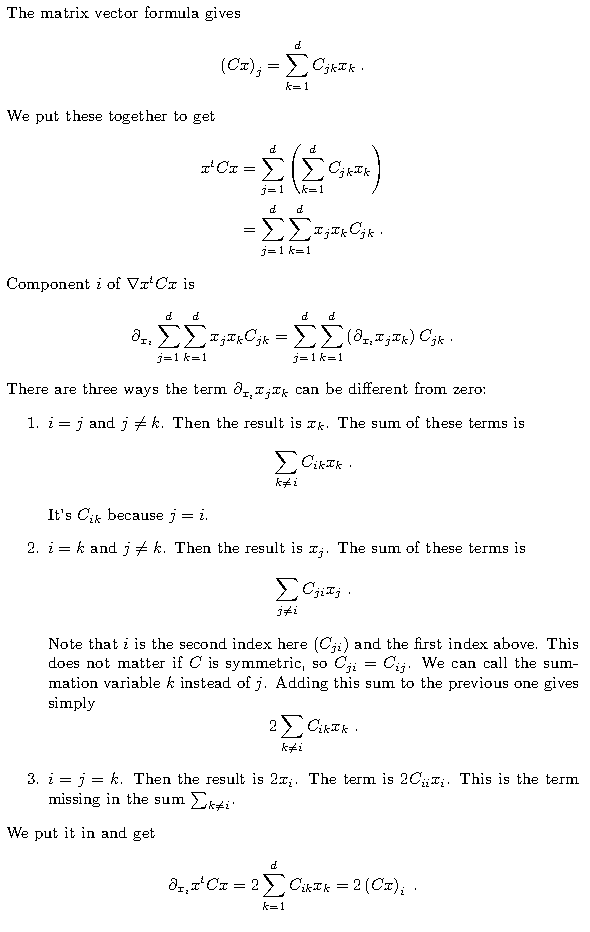 The matrix vector formula gives
$$(Cx)_j = \sum_{k=1}^{d} C_{jk} x_k \; .$$
We put these together to get
$$x^t C x = \sum_{j=1}^{d} \left( \sum_{k=1}^{d} C_{jk} x_k \right)$$
$$= \sum_{j=1}^{d} \sum_{k=1}^{d} x_j x_k C_{jk} \; .$$
Component $i$ of $\nabla x^t C x$ is
$$\partial_{x_i} \sum_{j=1}^{d} \sum_{k=1}^{d} x_j x_k C_{jk} = \sum_{j=1}^{d} \sum_{k=1}^{d} (\partial_{x_i} x_j x_k) \, C_{jk} \; .$$
There are three ways the term $\partial_{x_i} x_j x_k$ can be different from zero:
1. $i = j$ and $j \neq k$. Then the result is $x_k$. The sum of these terms is
$$\sum_{k \neq i} C_{ik} x_k \; .$$
It's $C_{ik}$ because $j = i$.
2. $i = k$ and $j \neq k$. Then the result is $x_j$. The sum of these terms is
$$\sum_{j \neq i} C_{ji} x_j \; .$$
Note that $i$ is the second index here ($C_{ji}$) and the first index above. This
does not matter if $C$ is symmetric, so $C_{ji} = C_{ij}$. We can call the sum-
mation variable $k$ instead of $j$. Adding this sum to the previous one gives
simply
$$2 \sum_{k \neq i} C_{ik} x_k \; .$$
3. $i = j = k$. Then the result is $2x_i$. The term is $2C_{ii} x_i$. This is the term
missing in the sum $\sum_{k \neq i}$.
We put it in and get
$$\partial_{x_i} x^t C x = 2 \sum_{k=1}^{d} C_{ik} x_k = 2 \, (Cx)_i \; .$$